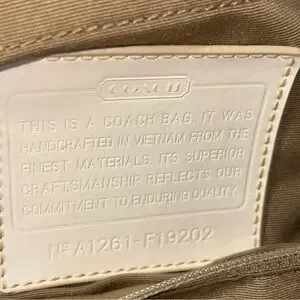 COACH
THIS IS A COACH BAG. IT WAS
HANDCRAFTED IN VIETNAM FROM THE
FINEST MATERIALS. ITS SUPERIOR
CRAFTSMANSHIP REFLECTS OUR
COMMITMENT TO ENDURING QUALITY.
Nº A1261-F19202